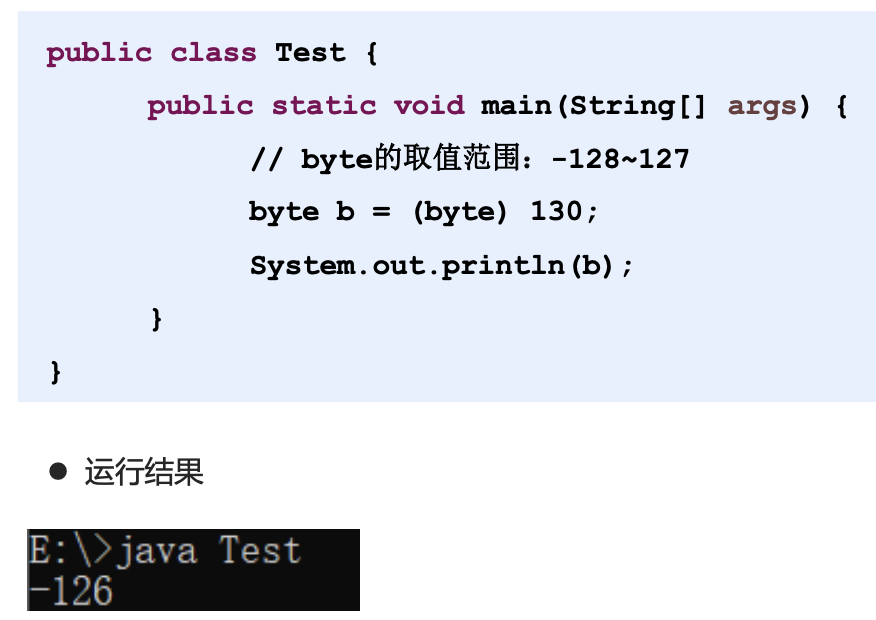 public class Test {
public static void main(String[] args) {
// byte的取值范围：-128~127
byte b = (byte) 130;
System.out.println(b);
}
}
● 运行结果
E:\>java Test
-126